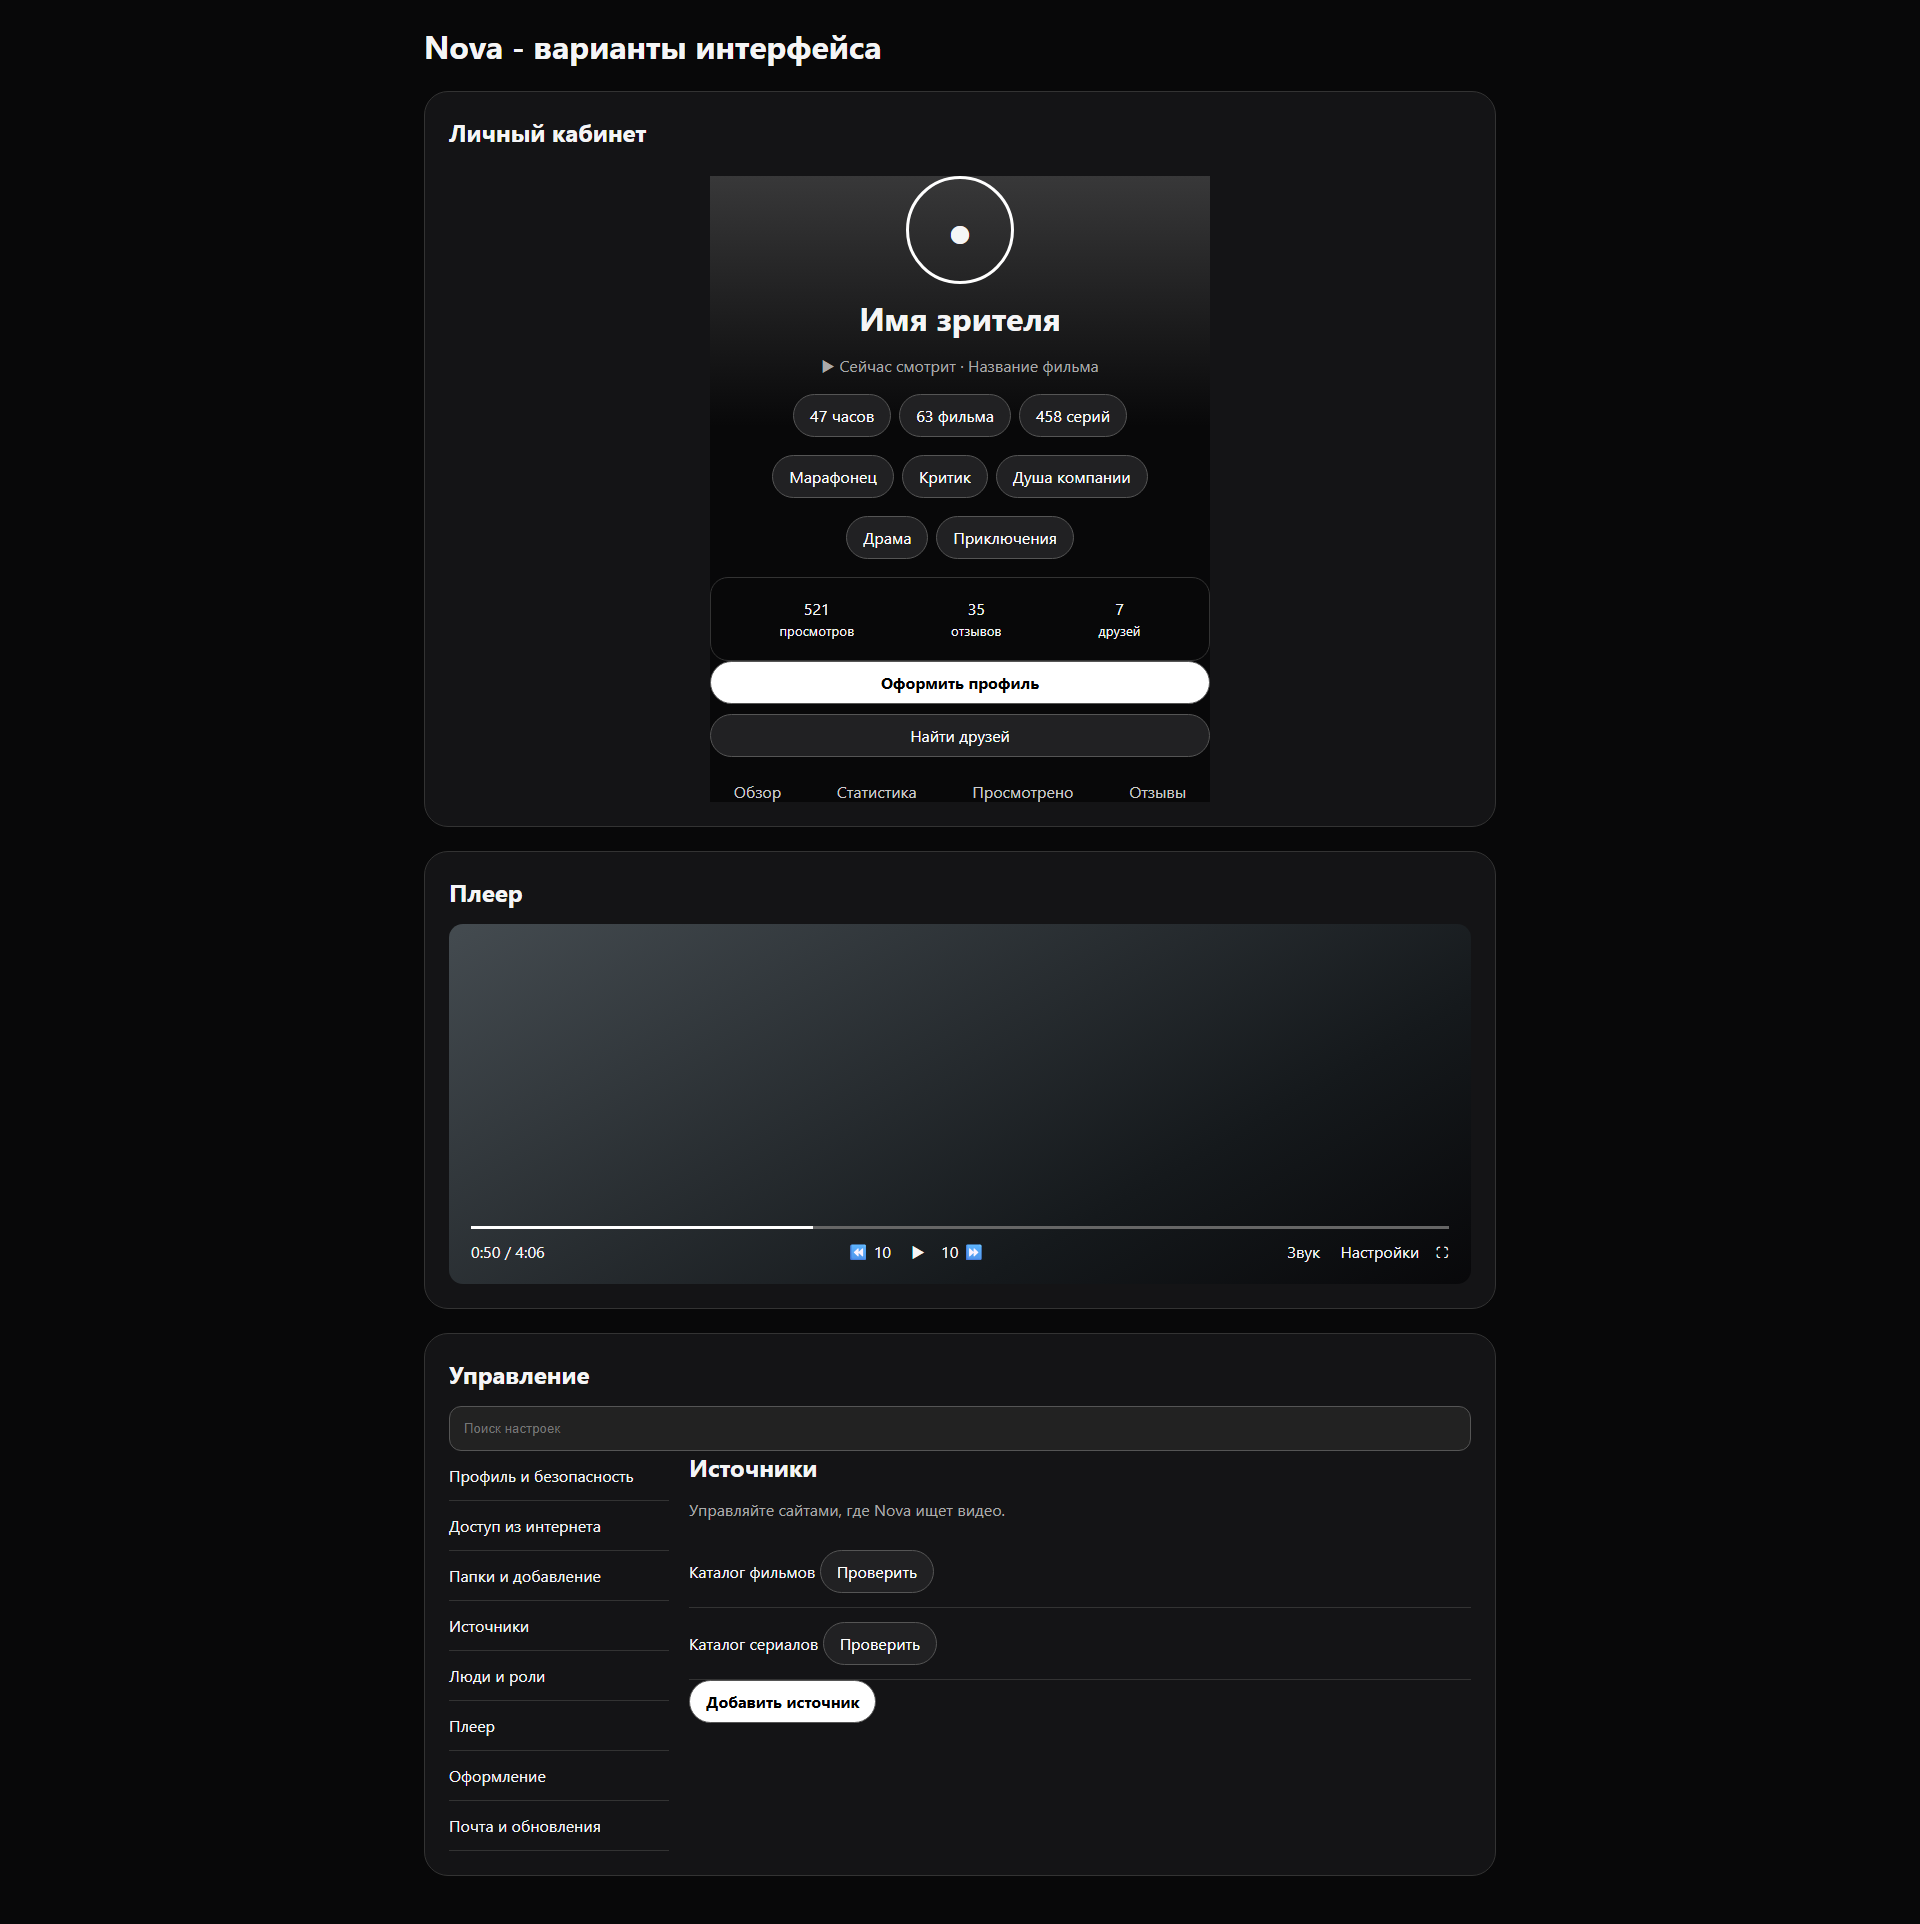 Nova - варианты интерфейса
Личный кабинет
Имя зрителя
▶ Сейчас смотрит · Название фильма
47 часов 63 фильма 458 серий
Марафонец Критик Душа компании
Драма Приключения
521 35 7
просмотров отзывов друзей
Оформить профиль
Найти друзей
Обзор Статистика Просмотрено Отзывы
Плеер
0:50 / 4:06 ⏪ 10 ▶ 10 ⏩ Звук Настройки ⛶
Управление
Поиск настроек
Профиль и безопасность
Доступ из интернета
Папки и добавление
Источники
Люди и роли
Плеер
Оформление
Почта и обновления
Источники
Управляйте сайтами, где Nova ищет видео.
Каталог фильмов Проверить
Каталог сериалов Проверить
Добавить источник